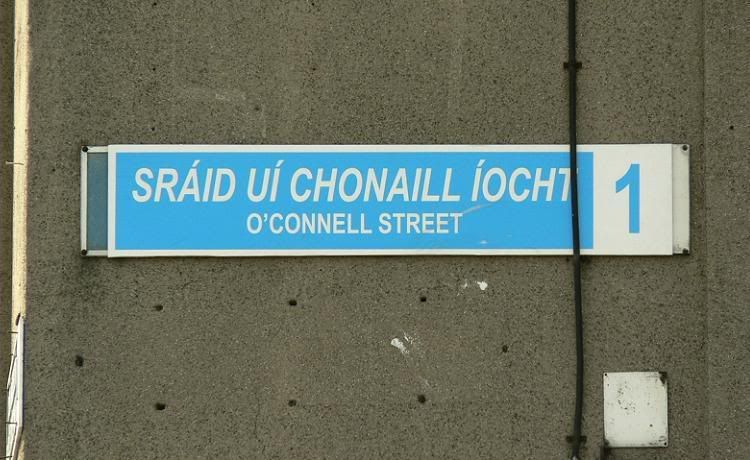 SRÁID UÍ CHONAILL ÍOCHT
O'CONNELL STREET
1